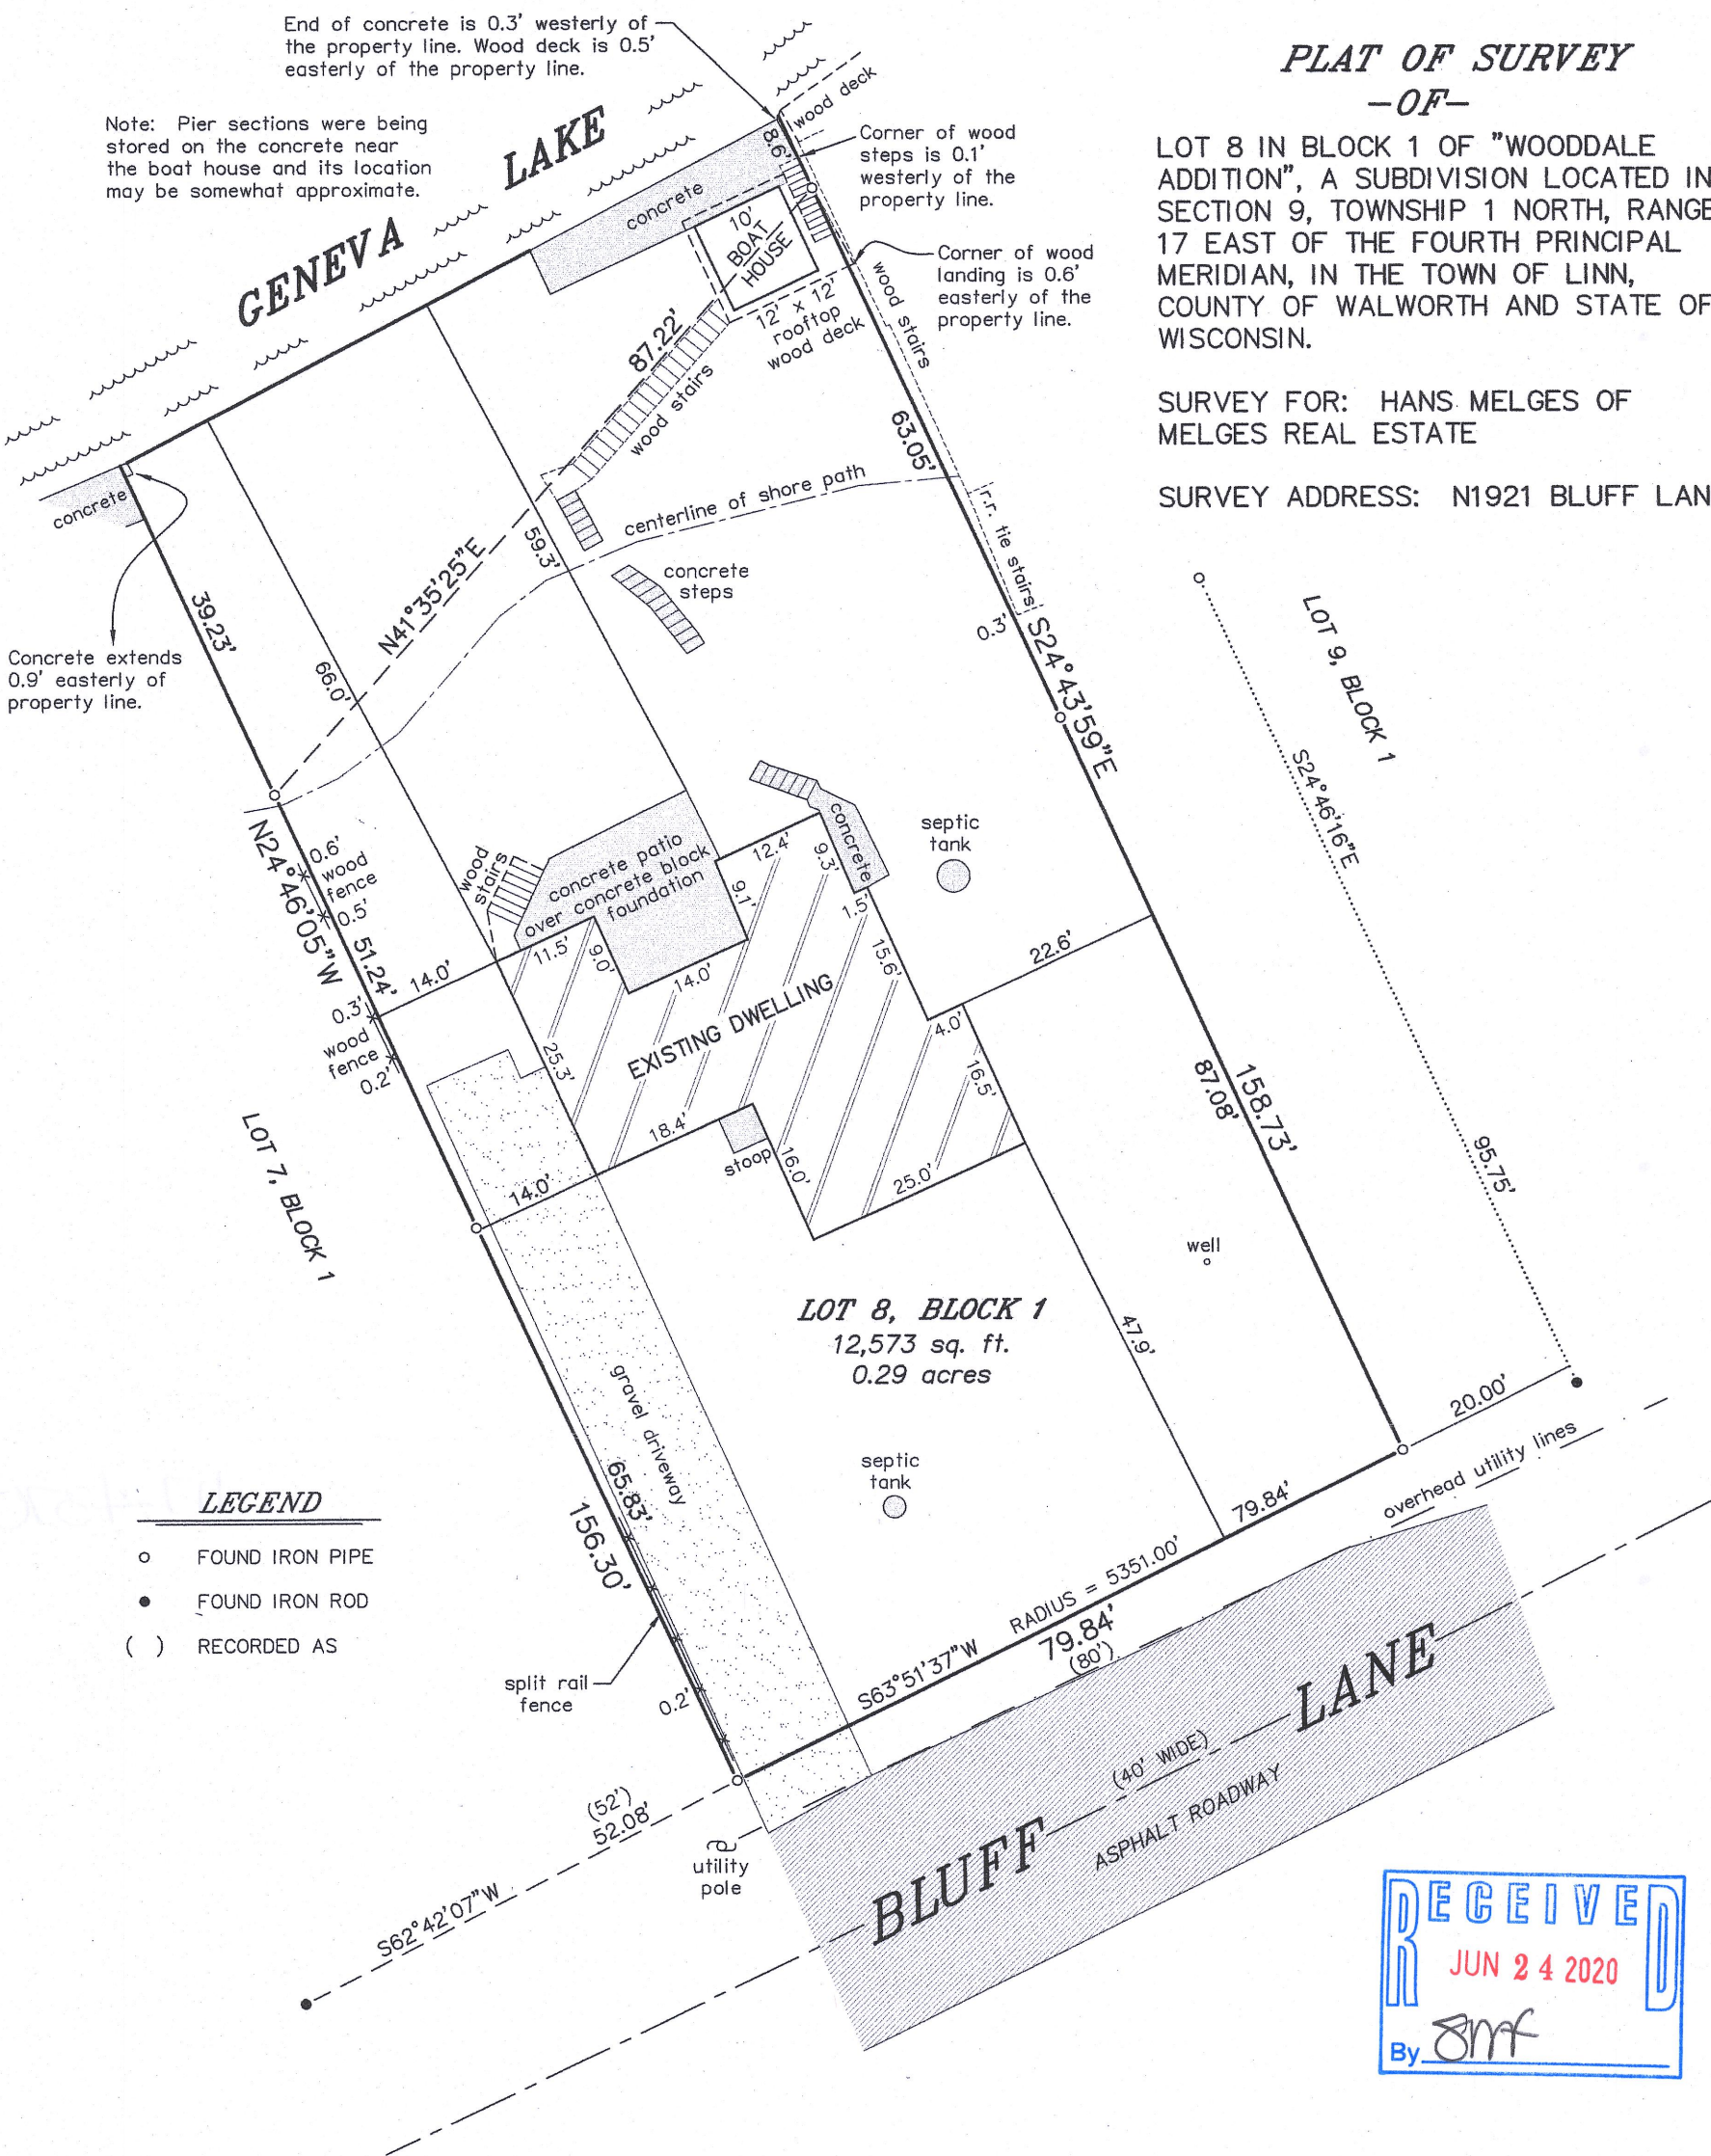 PLAT OF SURVEY
-OF-
LOT 8 IN BLOCK 1 OF "WOODDALE
ADDITION", A SUBDIVISION LOCATED IN
SECTION 9, TOWNSHIP 1 NORTH, RANGE
17 EAST OF THE FOURTH PRINCIPAL
MERIDIAN, IN THE TOWN OF LINN,
COUNTY OF WALWORTH AND STATE OF
WISCONSIN.
SURVEY FOR: HANS MELGES OF
MELGES REAL ESTATE
SURVEY ADDRESS: N1921 BLUFF LAN
End of concrete is 0.3' westerly of
the property line. Wood deck is 0.5'
easterly of the property line.
Note: Pier sections were being
stored on the concrete near
the boat house and its location
may be somewhat approximate.
GENEVA LAKE
wood deck
8.6'
Corner of wood
steps is 0.1'
westerly of the
property line.
concrete
10'
BOAT
HOUSE
Corner of wood
landing is 0.6'
easterly of the
property line.
12' x 12'
rooftop
wood deck
wood stairs
87.22'
wood stairs
63.05'
concrete
39.23'
N41°35'25"E
59.3'
centerline of shore path
r.r. tie stairs
concrete
steps
0.3'
S24°43'59"E
LOT 9, BLOCK 1
S24°46'16"E
95.75'
Concrete extends
0.9' easterly of
property line.
66.0'
N24°46'05"W
0.6'
wood
fence
0.5'
51.24'
0.3'
wood
fence
0.2'
wood
stairs
concrete patio
over concrete block
foundation
12.4'
9.3'
concrete
septic
tank
9.1'
1.5'
11.5'
9.0'
14.0'
15.6'
22.6'
14.0'
25.3'
EXISTING DWELLING
4.0'
16.5'
87.08'
158.73'
18.4'
stoop
16.0'
25.0'
14.0'
LOT 7, BLOCK 1
well
LOT 8, BLOCK 1
12,573 sq. ft.
0.29 acres
47.9'
gravel driveway
65.83'
156.30'
septic
tank
20.00'
overhead utility lines
79.84'
RADIUS = 5351.00'
S63°51'37"W
79.84'
(80')
LEGEND
FOUND IRON PIPE
FOUND IRON ROD
( ) RECORDED AS
split rail
fence
0.2'
(52')
52.08'
S62°42'07"W
utility
pole
BLUFF LANE
(40' WIDE)
ASPHALT ROADWAY
RECEIVED
JUN 24 2020
By